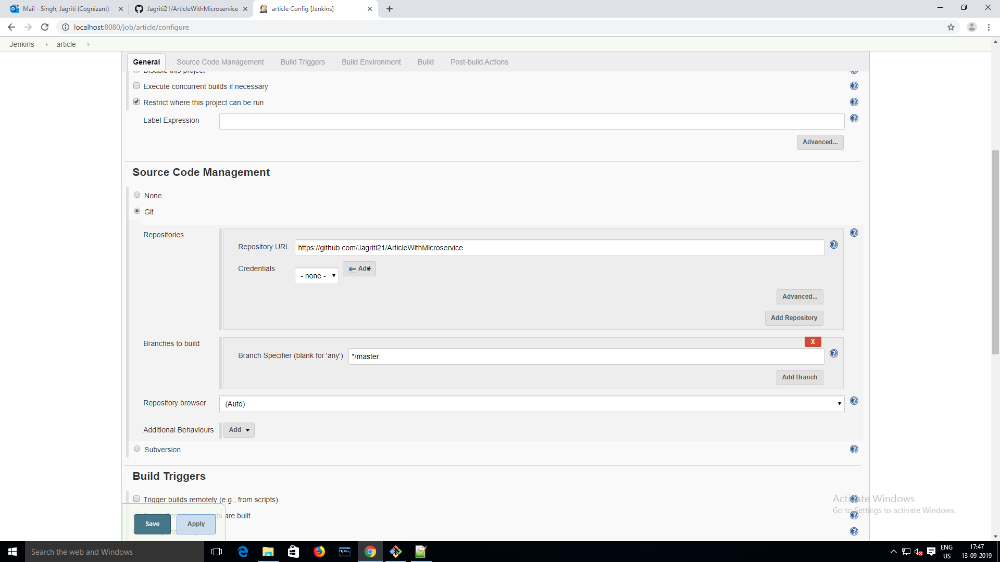 Mail - Singh, Jagriti (Cognizant) -
Jagriti21/ArticleWithMicroservice
article Config [Jenkins]
localhost:8080/job/article/configure
Jenkins
article
General
Source Code Management
Build Triggers
Build Environment
Build
Post-build Actions
Disable this project
Execute concurrent builds if necessary
Restrict where this project can be run
Label Expression
Advanced...
Source Code Management
None
Git
Repositories
Repository URL
https://github.com/Jagriti21/ArticleWithMicroservice
Credentials
- none -
Add
Advanced...
Add Repository
Branches to build
X
Branch Specifier (blank for 'any')
*/master
Add Branch
Repository browser
(Auto)
Additional Behaviours
Add
Subversion
Build Triggers
Trigger builds remotely (e.g., from scripts)
are built
Save
Apply
Activate Windows
Go to Settings to activate Windows.
Search the web and Windows
ENG
US
17:47
13-09-2019